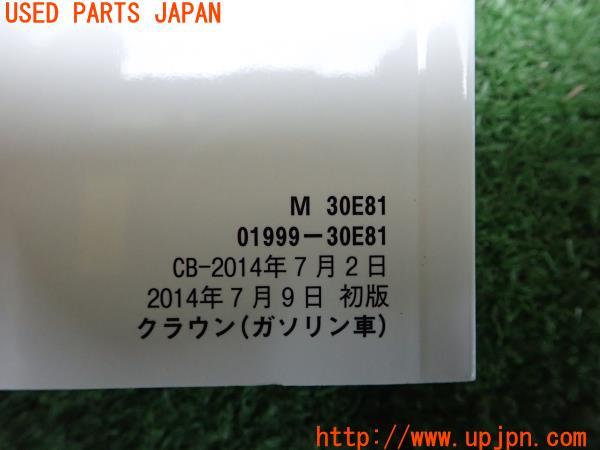 USED PARTS JAPAN
M 30E81
01999−30E81
CB-2014年7月2日
2014年7月9日 初版
クラウン(ガソリン車)
http://www.upjpn.com